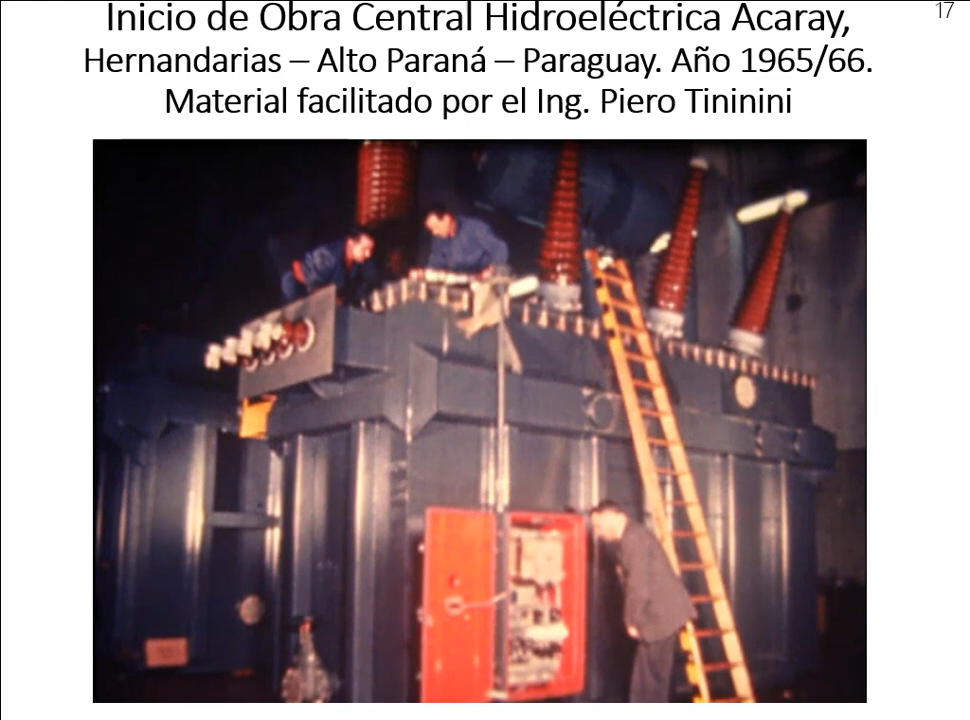 Inicio de Obra Central Hidroeléctrica Acaray,
17
Hernandarias – Alto Paraná – Paraguay. Año 1965/66.
Material facilitado por el Ing. Piero Tininini